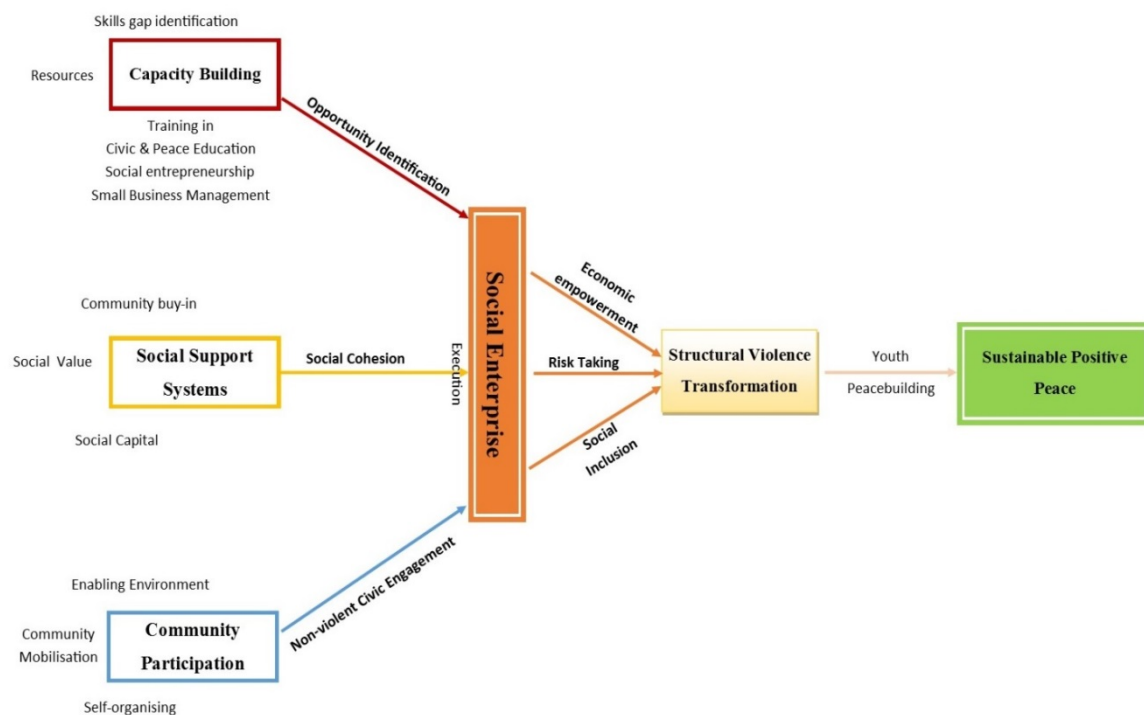 Skills gap identification
Resources
Capacity Building
Training in
Civic & Peace Education
Social entrepreneurship
Small Business Management
Opportunity Identification
Community buy-in
Social Value
Social Support
Systems
Social Capital
Social Cohesion
Execution
Social Enterprise
Enabling Environment
Community
Mobilisation
Community
Participation
Self-organising
Non-violent Civic Engagement
Economic
empowerment
Risk Taking
Social
Inclusion
Structural Violence
Transformation
Youth
Peacebuilding
Sustainable Positive
Peace